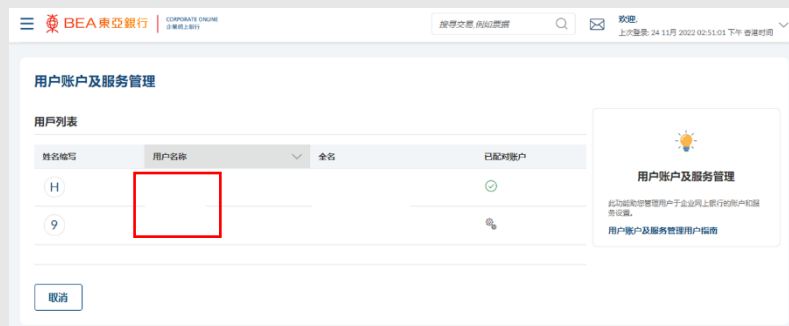 BEA東亞銀行 CORPORATE ONLINE
企業網上銀行
搜寻交易,例如票据
欢迎,
上次登录: 24 11月 2022 02:51:01 下午 香港时间
用户账户及服务管理
用戶列表
姓名缩写 用户名称 全名 已配对账户
H
9
取消
用户账户及服务管理
此功能助您管理用户于企业网上银行的账户和服
务设置。
用户账户及服务管理用户指南